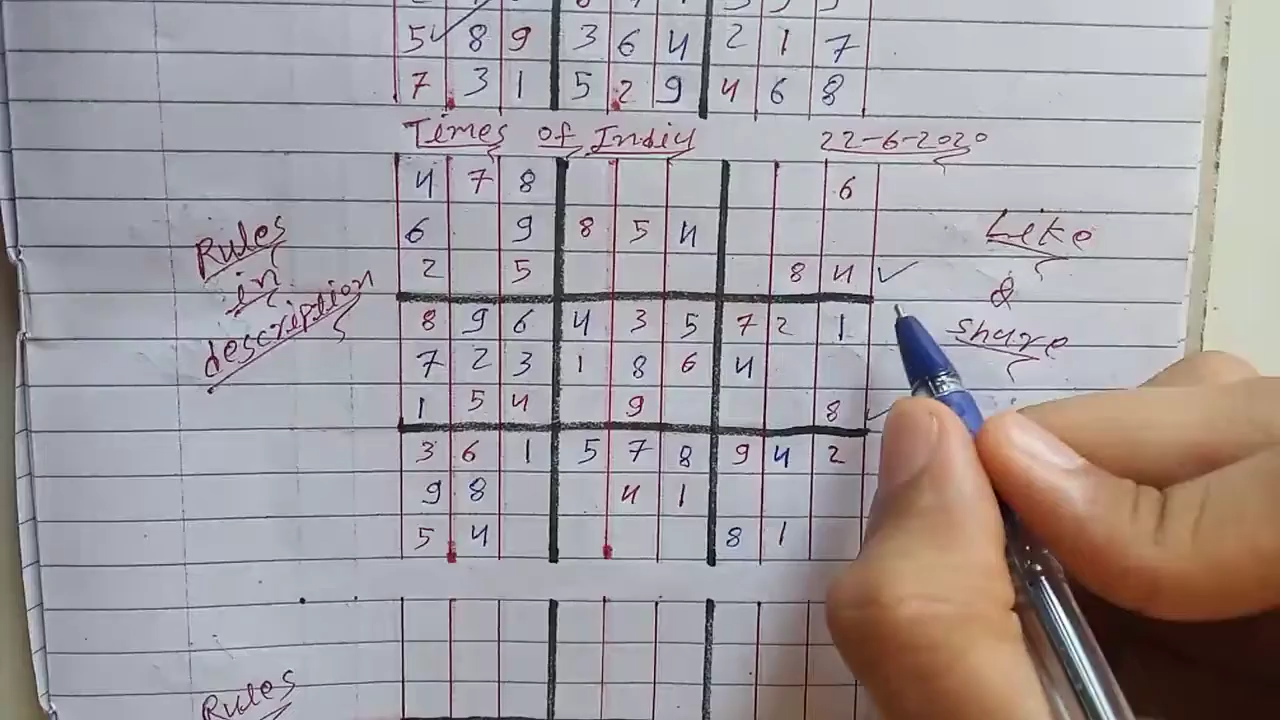 5 8 9 3 6 4 2 1 7
7 3 1 5 2 9 4 6 8
Times of Indiy 22-6-2020
4 7 8 6
6 9 8 5 4
2 5 8 4
8 9 6 4 3 5 7 2 1
7 2 3 1 8 6 4
1 5 4 9 8
3 6 1 5 7 8 9 4 2
9 8 4 1
5 4 8 1
Rules
in
description
Like
&
Share
Rules